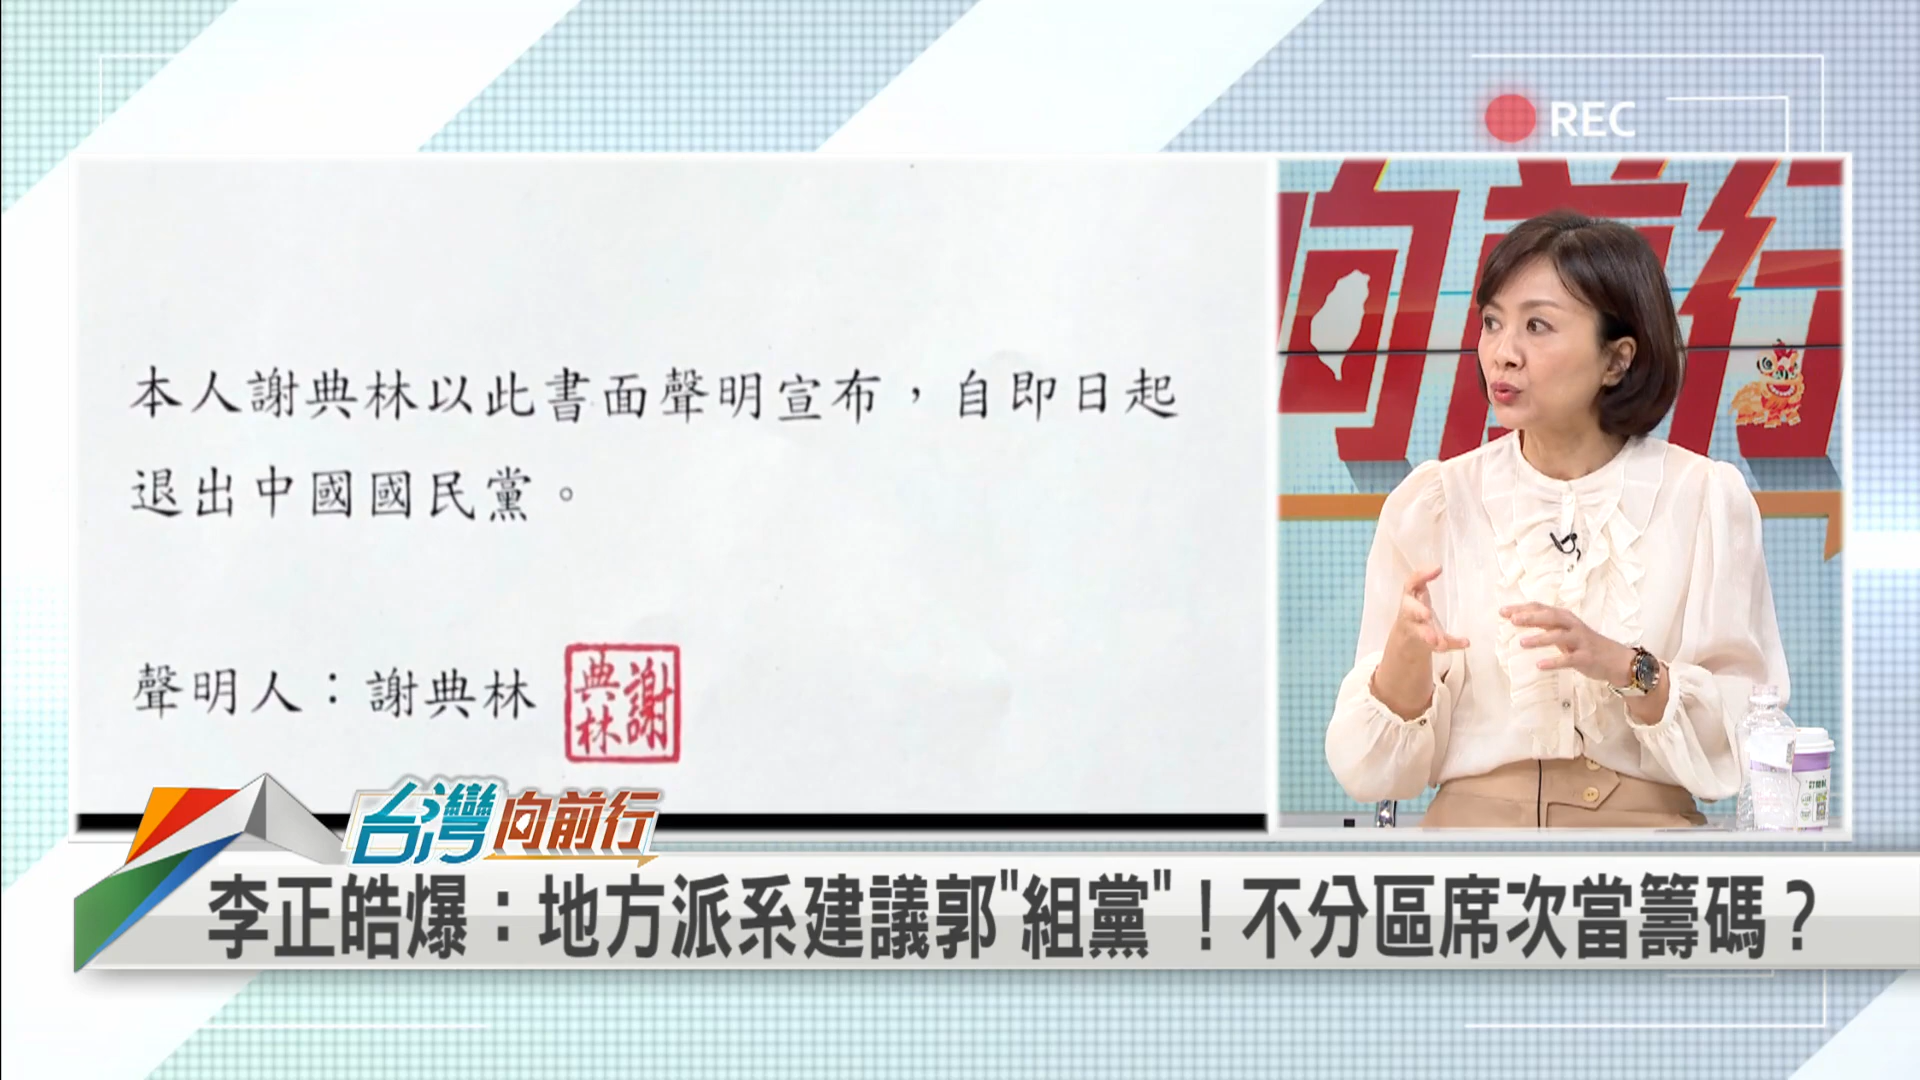 REC
本人謝典林以此書面聲明宣布，自即日起
退出中國國民黨。
聲明人：謝典林
謝典林
向前行
台灣向前行
李正皓爆：地方派系建議郭"組黨"！不分區席次當籌碼？